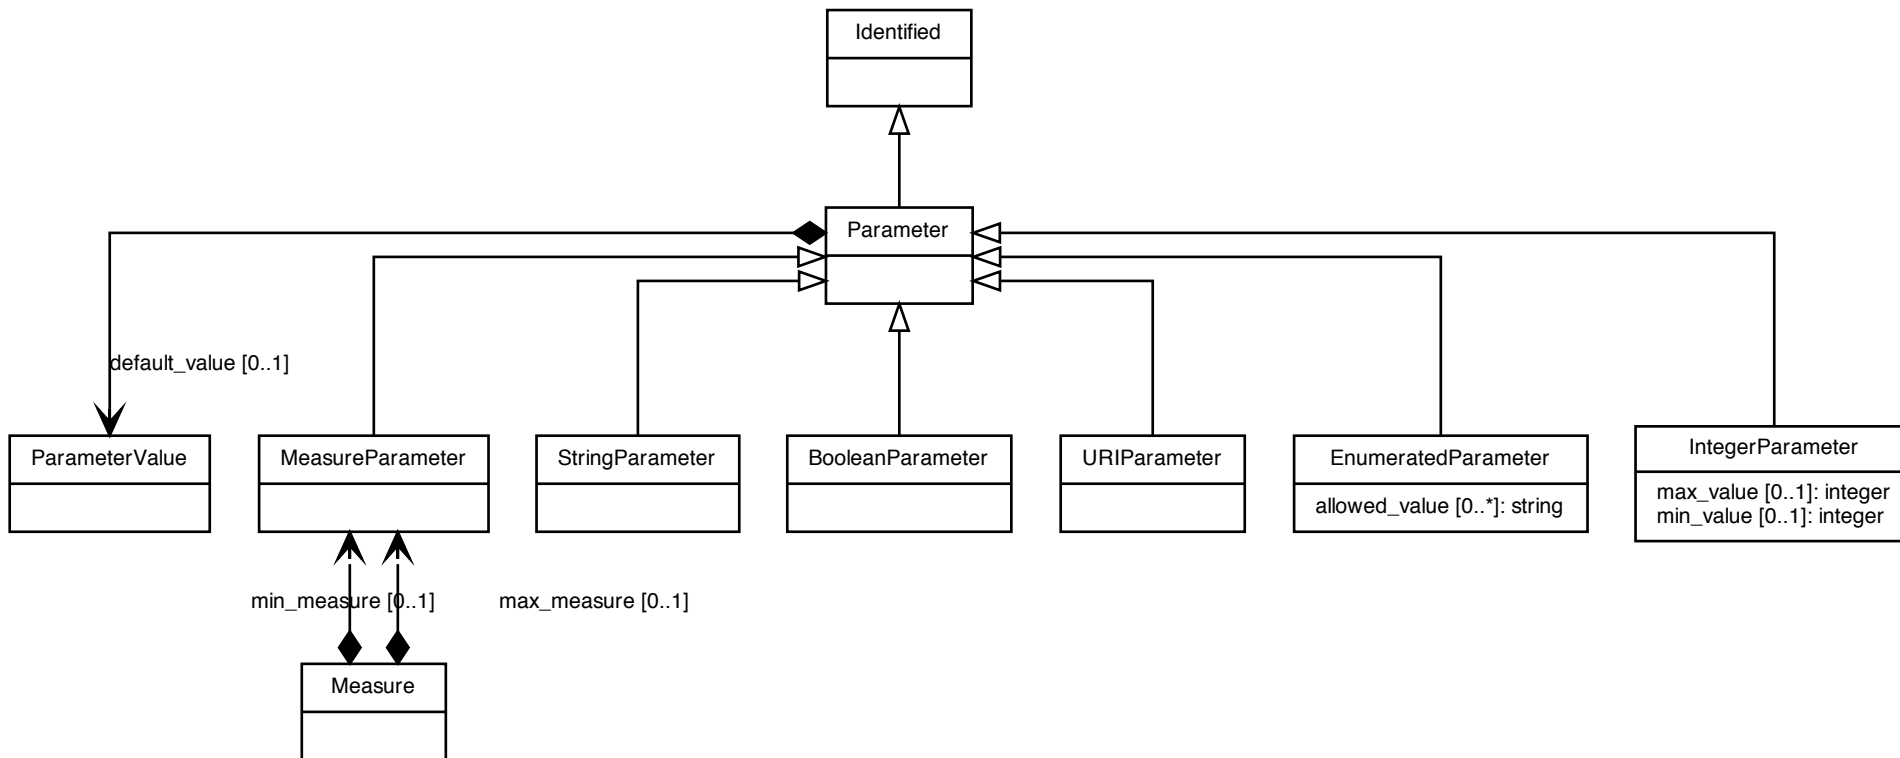 Identified
Parameter
default_value [0..1]
ParameterValue
MeasureParameter
StringParameter
BooleanParameter
URIParameter
EnumeratedParameter
allowed_value [0..*]: string
IntegerParameter
max_value [0..1]: integer
min_value [0..1]: integer
min_measure [0..1]
max_measure [0..1]
Measure